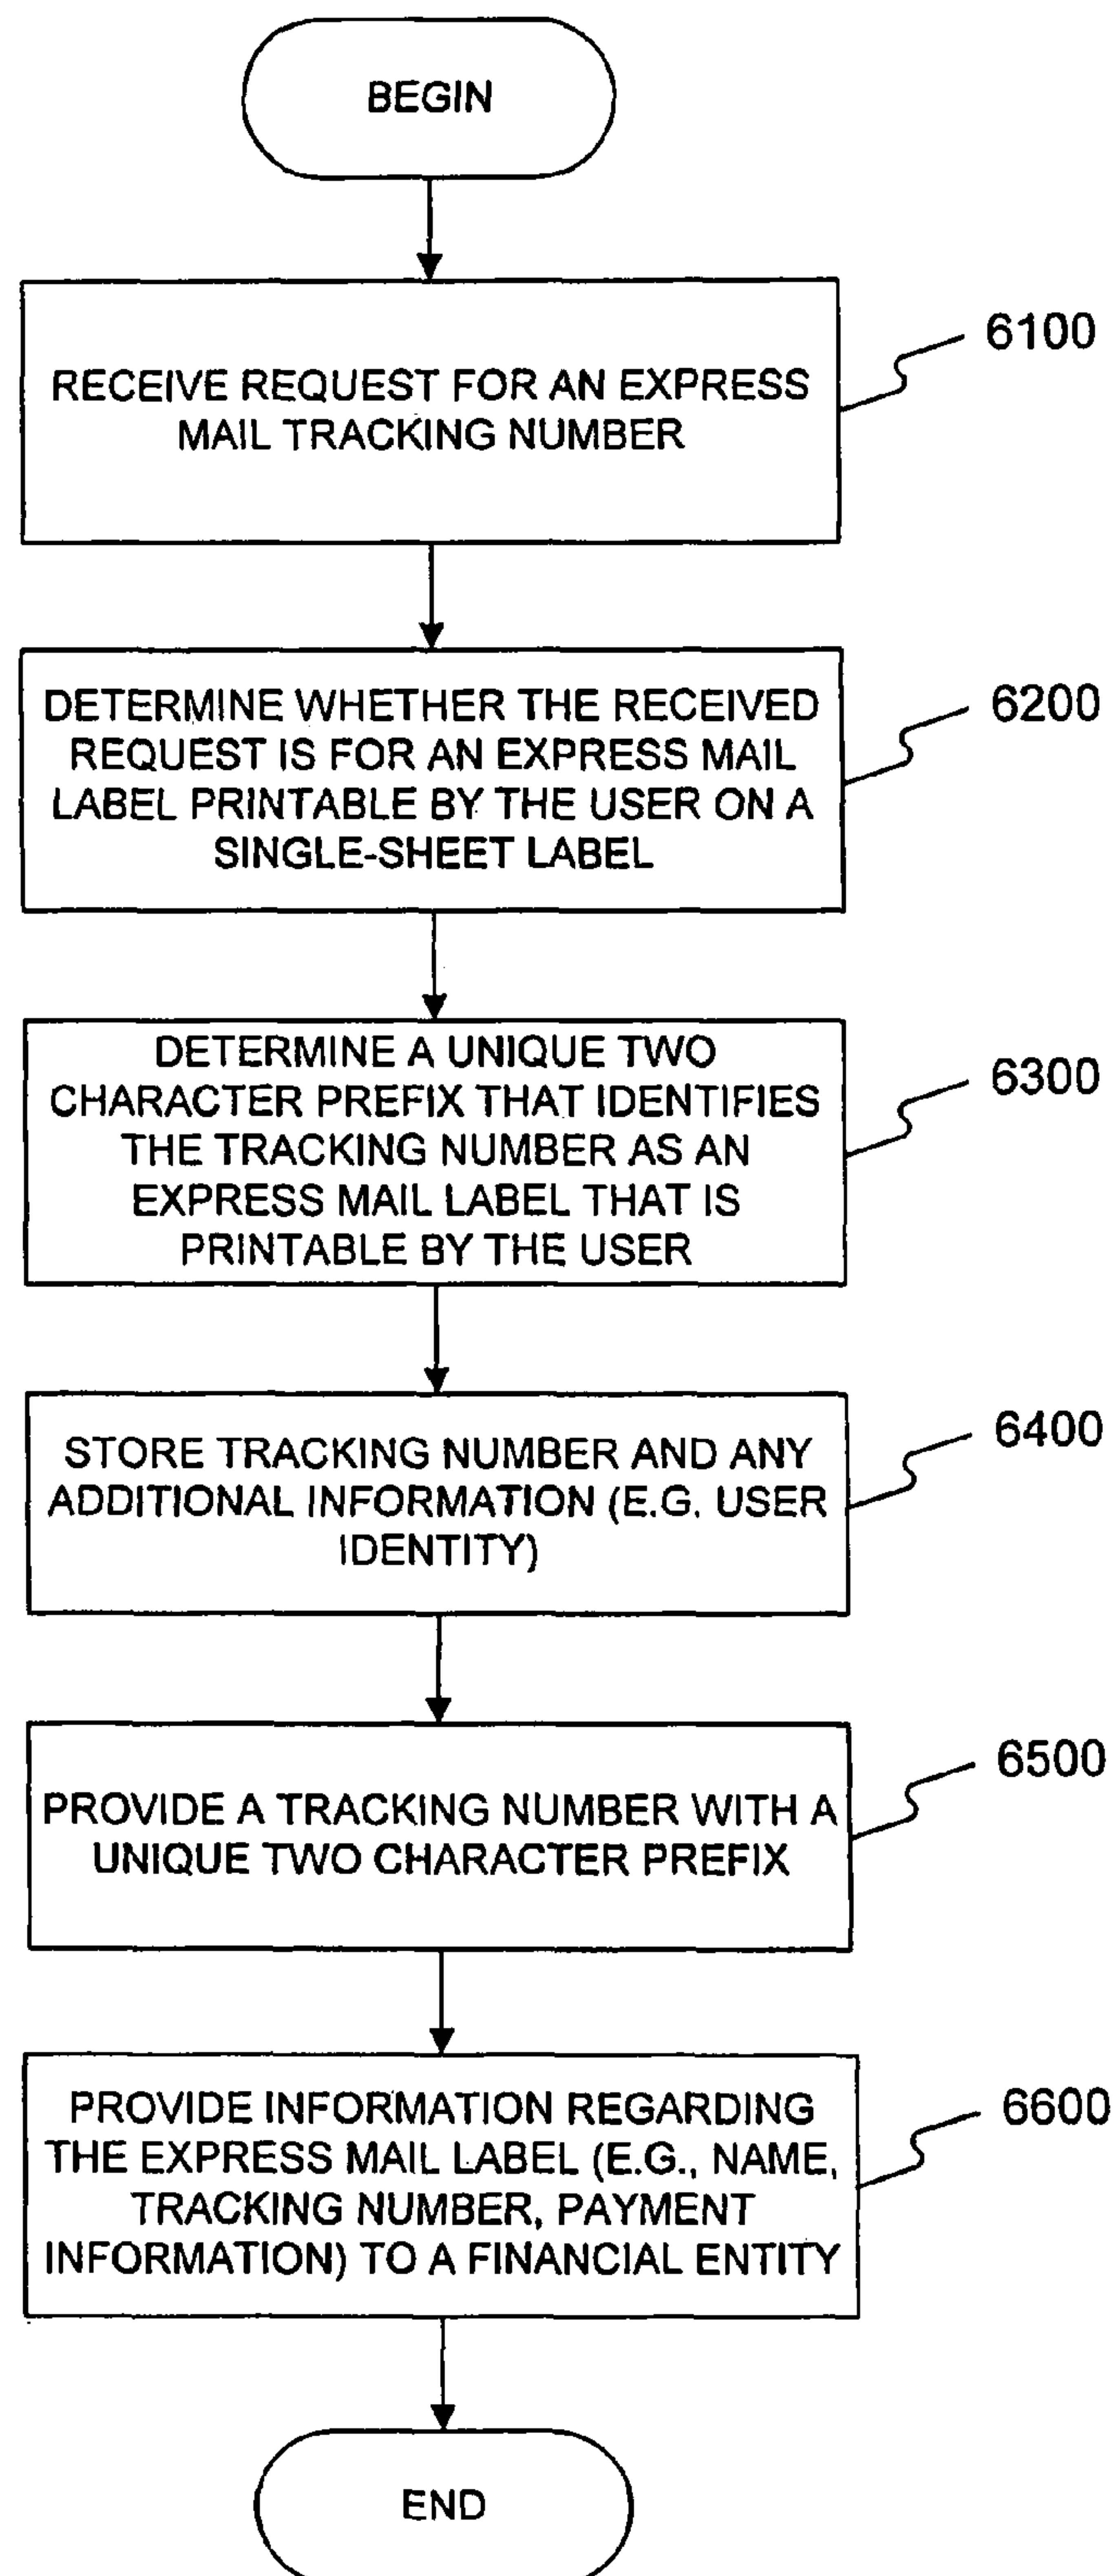 BEGIN
RECEIVE REQUEST FOR AN EXPRESS
MAIL TRACKING NUMBER
6100
DETERMINE WHETHER THE RECEIVED
REQUEST IS FOR AN EXPRESS MAIL
LABEL PRINTABLE BY THE USER ON A
SINGLE-SHEET LABEL
6200
DETERMINE A UNIQUE TWO
CHARACTER PREFIX THAT IDENTIFIES
THE TRACKING NUMBER AS AN
EXPRESS MAIL LABEL THAT IS
PRINTABLE BY THE USER
6300
STORE TRACKING NUMBER AND ANY
ADDITIONAL INFORMATION (E.G. USER
IDENTITY)
6400
PROVIDE A TRACKING NUMBER WITH A
UNIQUE TWO CHARACTER PREFIX
6500
PROVIDE INFORMATION REGARDING
THE EXPRESS MAIL LABEL (E.G., NAME,
TRACKING NUMBER, PAYMENT
INFORMATION) TO A FINANCIAL ENTITY
6600
END